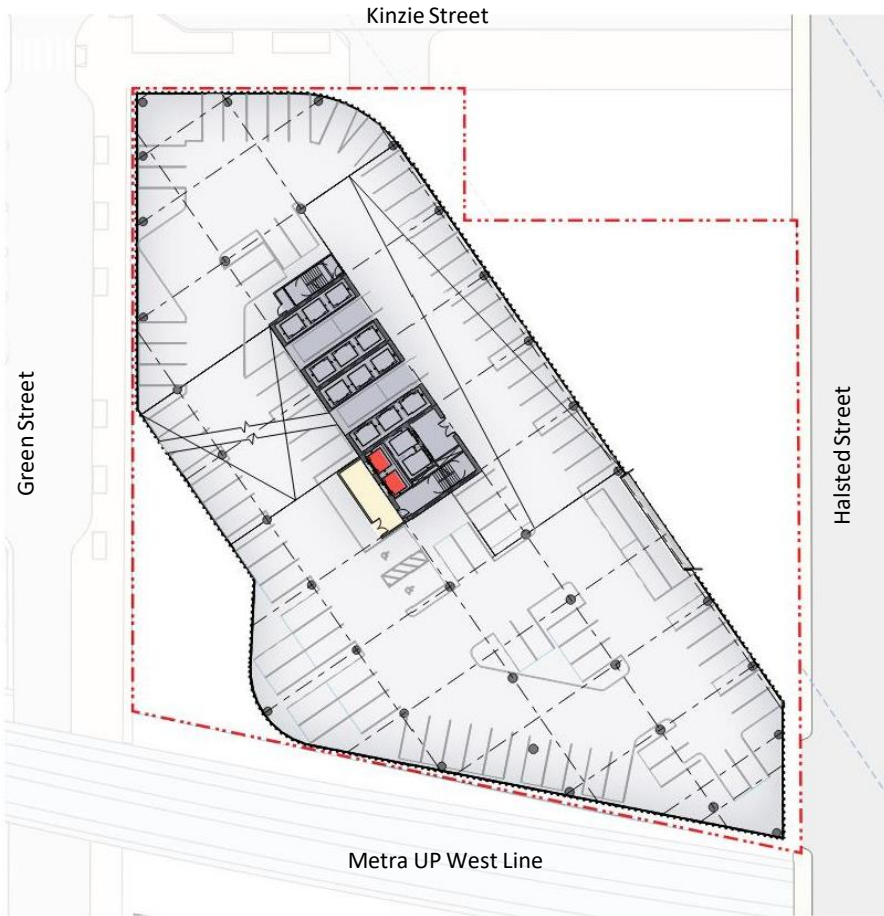 Kinzie Street
Green Street
Halsted Street
Metra UP West Line